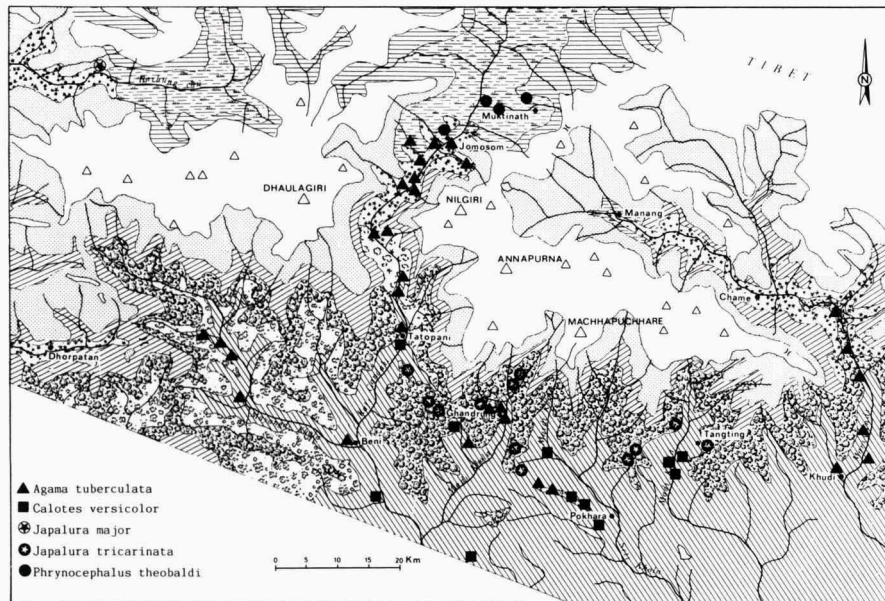 TIBET
N
Muktinath
Jomosom
DHAULAGIRI
NILGIRI
Manang
ANNAPURNA
Chame
MACHHAPUCHHARE
Tatopani
Dhorpatan
Ghandrung
Beni
Tangting
Khudi
Pokhara
▲ Agama tuberculata
■ Calotes versicolor
Japalura major
Japalura tricarinata
● Phrynocephalus theobaldi
0 5 10 20 Km